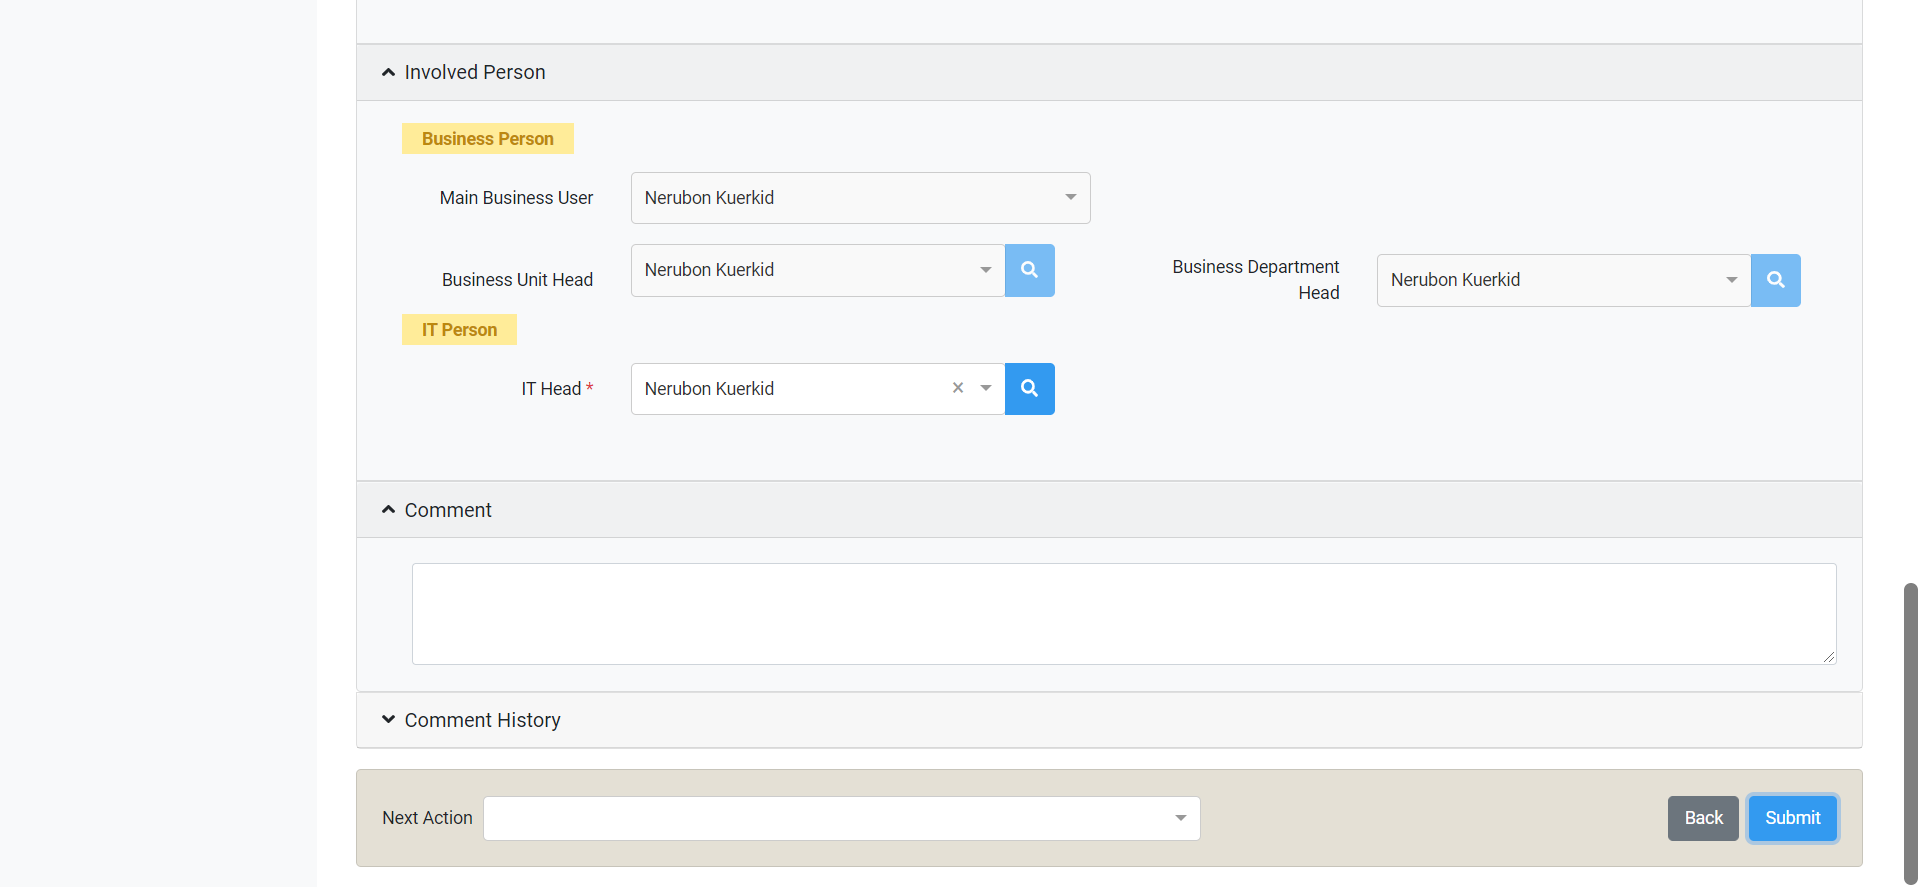 Involved Person
Business Person
Main Business User
Nerubon Kuerkid
Business Unit Head
Nerubon Kuerkid
Business Department
Head
Nerubon Kuerkid
IT Person
IT Head *
Nerubon Kuerkid
Comment
Comment History
Next Action
Back
Submit